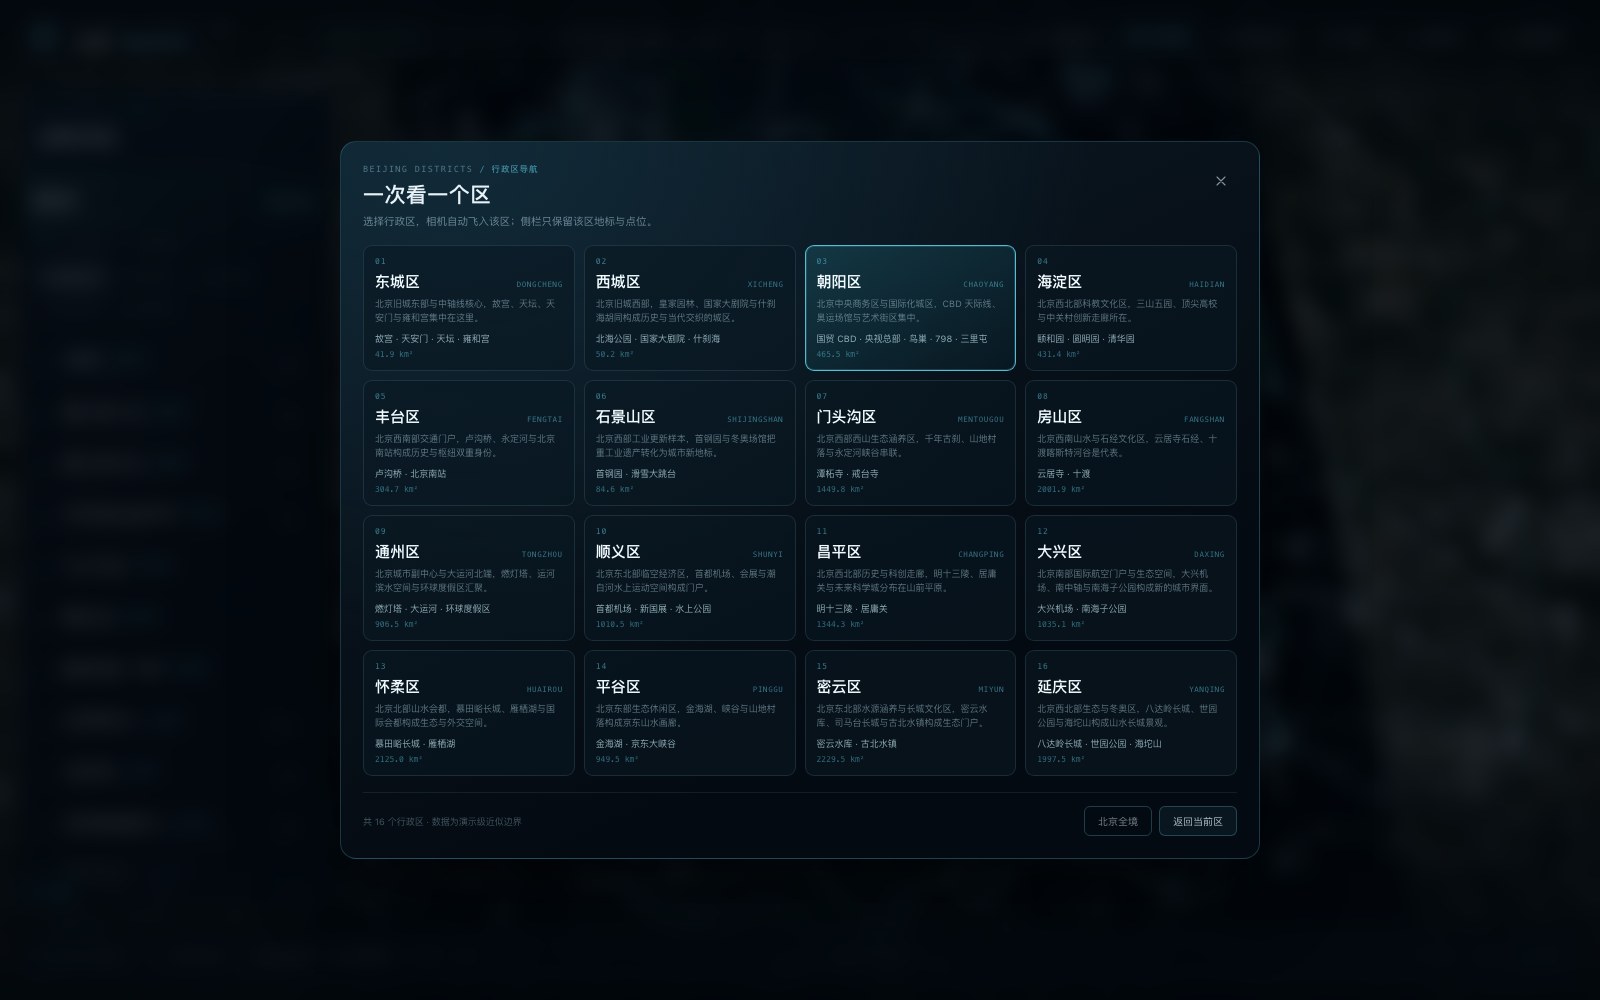 BEIJING DISTRICTS / 行政区导航
一次看一个区
选择行政区，相机自动飞入该区；侧栏只保留该区地标与点位。
01
东城区 DONGCHENG
北京旧城东部与中轴线核心，故宫、天坛、天
安门与雍和宫集中在这里。
故宫 · 天安门 · 天坛 · 雍和宫
41.9 km²
02
西城区 XICHENG
北京旧城西部，皇家园林、国家大剧院与什刹
海胡同构成历史与当代交织的城区。
北海公园 · 国家大剧院 · 什刹海
50.2 km²
03
朝阳区 CHAOYANG
北京中央商务区与国际化城区，CBD 天际线、
奥运场馆与艺术街区集中。
国贸 CBD · 央视总部 · 鸟巢 · 798 · 三里屯
465.5 km²
04
海淀区 HAIDIAN
北京西北部科教文化区，三山五园、顶尖高校
与中关村创新走廊所在。
颐和园 · 圆明园 · 清华园
431.4 km²
05
丰台区 FENGTAI
北京西南部交通门户，卢沟桥、永定河与北京
南站构成历史与枢纽双重身份。
卢沟桥 · 北京南站
304.7 km²
06
石景山区 SHIJINGSHAN
北京西部工业更新样本，首钢园与冬奥场馆把
重工业遗产转化为城市新地标。
首钢园 · 滑雪大跳台
84.6 km²
07
门头沟区 MENTOUGOU
北京西部西山生态涵养区，千年古刹、山地村
落与永定河峡谷串联。
潭柘寺 · 戒台寺
1449.8 km²
08
房山区 FANGSHAN
北京西南山水与石经文化区，云居寺石经、十
渡喀斯特河谷是代表。
云居寺 · 十渡
2001.9 km²
09
通州区 TONGZHOU
北京城市副中心与大运河北端，燃灯塔、运河
滨水空间与环球度假区汇聚。
燃灯塔 · 大运河 · 环球度假区
906.5 km²
10
顺义区 SHUNYI
北京东北部临空经济区，首都机场、会展与潮
白河水上运动空间构成门户。
首都机场 · 新国展 · 水上公园
1010.5 km²
11
昌平区 CHANGPING
北京西北部历史与科创走廊，明十三陵、居庸
关与未来科学城分布在山前平原。
明十三陵 · 居庸关
1344.3 km²
12
大兴区 DAXING
北京南部国际航空门户与生态空间，大兴机
场、南中轴与南海子公园构成新的城市界面。
大兴机场 · 南海子公园
1035.1 km²
13
怀柔区 HUAIROU
北京北部山水会都，慕田峪长城、雁栖湖与国
际会都构成生态与外交空间。
慕田峪长城 · 雁栖湖
2125.0 km²
14
平谷区 PINGGU
北京东部生态休闲区，金海湖、峡谷与山地村
落构成京东山水画廊。
金海湖 · 京东大峡谷
949.5 km²
15
密云区 MIYUN
北京东北部水源涵养与长城文化区，密云水
库、司马台长城与古北水镇构成生态门户。
密云水库 · 古北水镇
2229.5 km²
16
延庆区 YANQING
北京西北部生态与冬奥区，八达岭长城、世园
公园与海坨山构成山水长城景观。
八达岭长城 · 世园公园 · 海坨山
1997.5 km²
共 16 个行政区 · 数据为演示级近似边界
北京全境
返回当前区